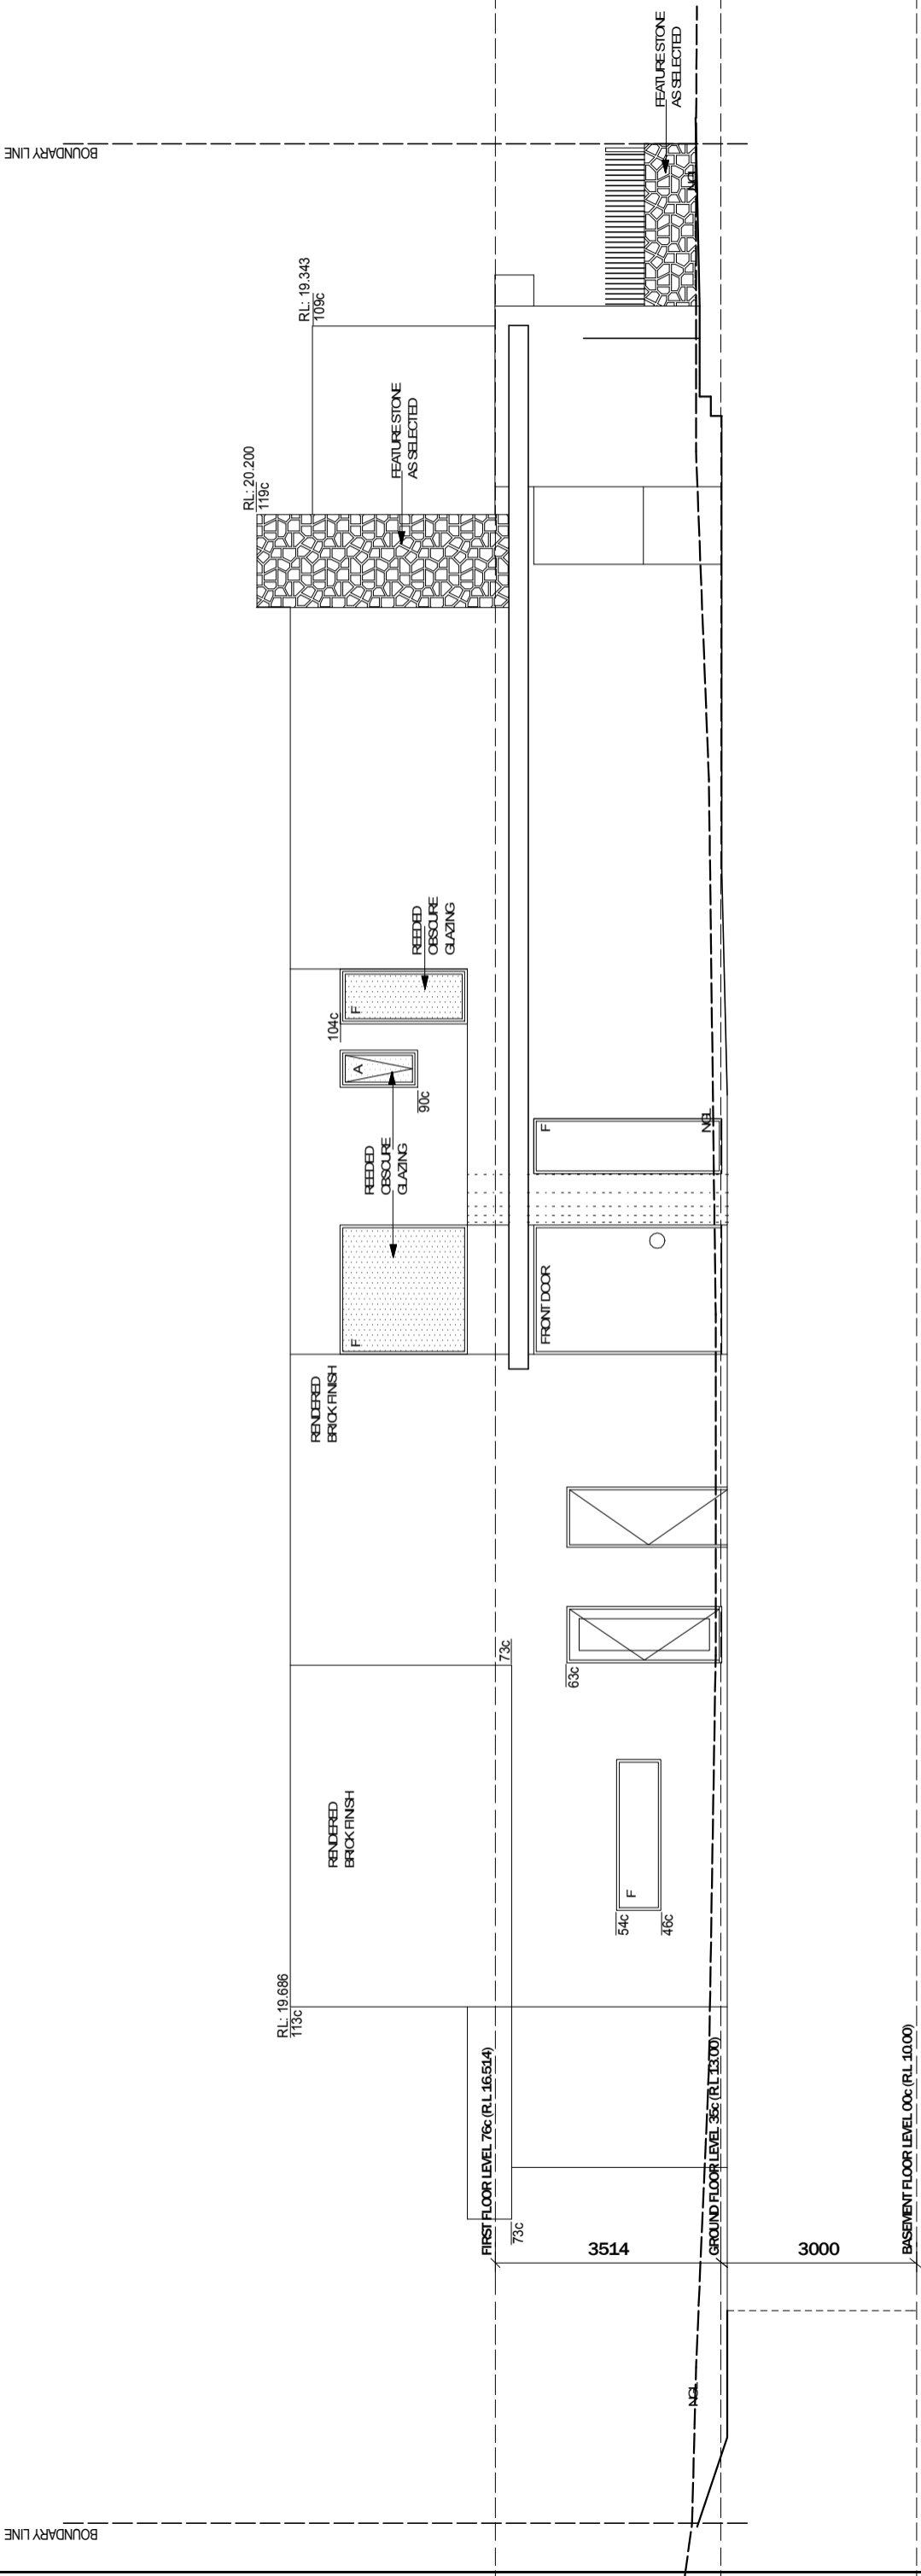 BOUNDARY LINE
RL: 19.686
113c
FIRST FLOOR LEVEL 76c (R.L 16.514)
73c
3514
GROUND FLOOR LEVEL 35c (R.L 13.00)
3000
BASEMENT FLOOR LEVEL 00c (R.L 10.00)
NGL
RENDERED
BRICK FINISH
F
54c
46c
73c
63c
RENDERED
BRICK FINISH
F
FRONT DOOR
REEDED
OBSCURE
GLAZING
A
90c
104c
F
F
NGL
REEDED
OBSCURE
GLAZING
RL: 20.200
119c
FEATURE STONE
AS SELECTED
RL: 19.343
109c
FEATURE STONE
AS SELECTED
NGL
BOUNDARY LINE